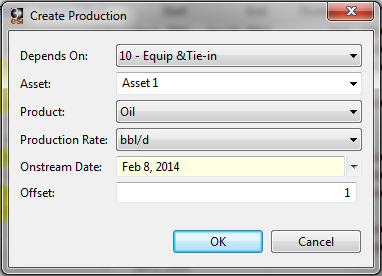 Create Production
Depends On: 10 - Equip &Tie-in
Asset: Asset 1
Product: Oil
Production Rate: bbl/d
Onstream Date: Feb 8, 2014
Offset: 1
OK Cancel